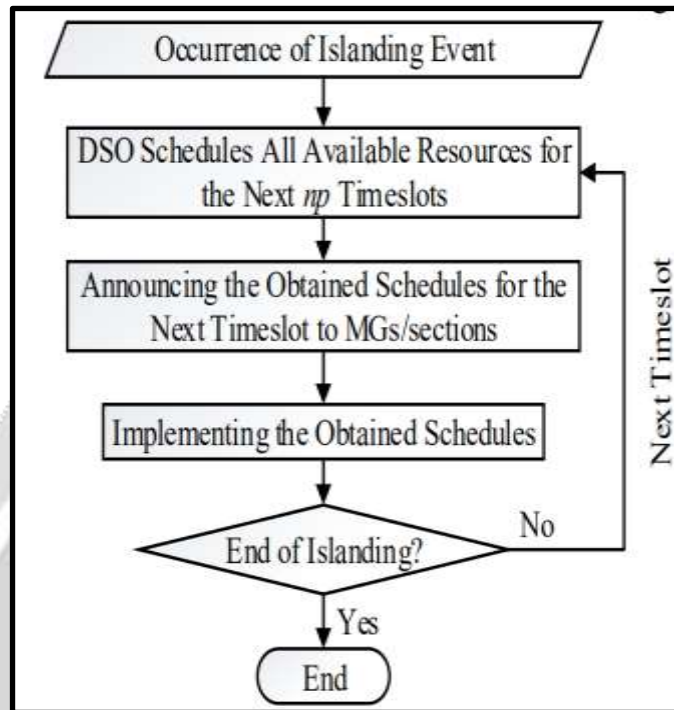 Occurrence of Islanding Event
DSO Schedules All Available Resources for
the Next np Timeslots
Announcing the Obtained Schedules for the
Next Timeslot to MGs/sections
Implementing the Obtained Schedules
End of Islanding?
No
Next Timeslot
Yes
End